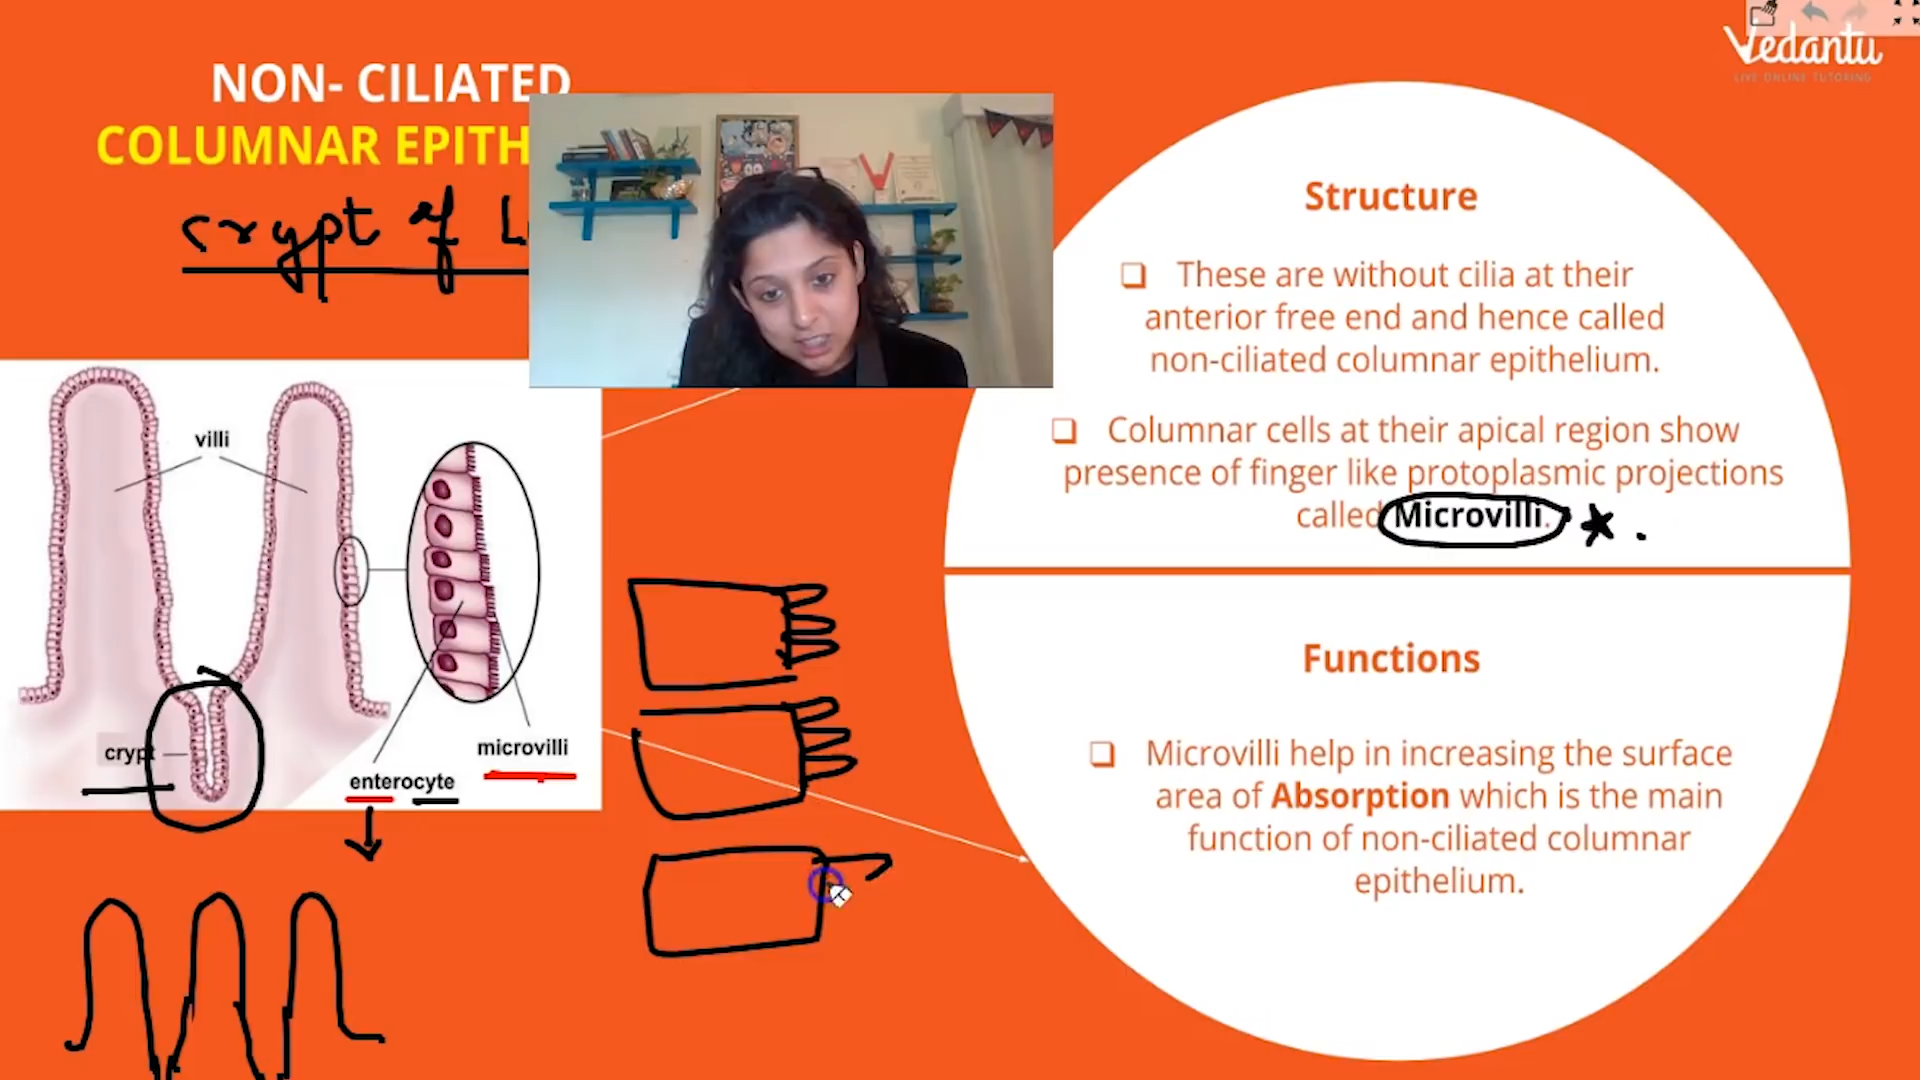 NON- CILIATED
COLUMNAR EPITH
crypt of L
villi
crypt
enterocyte
microvilli
Vedantu
LIVE ONLINE TUTORING
Structure
❑ These are without cilia at their
anterior free end and hence called
non-ciliated columnar epithelium.
❑ Columnar cells at their apical region show
presence of finger like protoplasmic projections
called Microvilli.
Functions
❑ Microvilli help in increasing the surface
area of Absorption which is the main
function of non-ciliated columnar
epithelium.